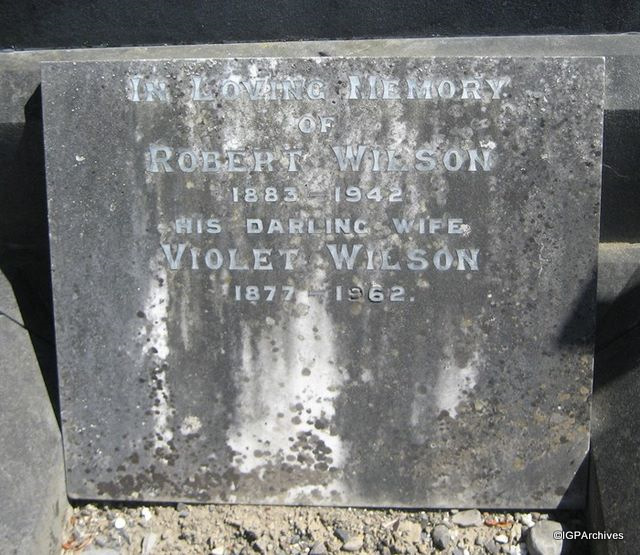 IN LOVING MEMORY
OF
ROBERT WILSON
1883 - 1942
HIS DARLING WIFE
VIOLET WILSON
1877 - 1962.
©IGPArchives